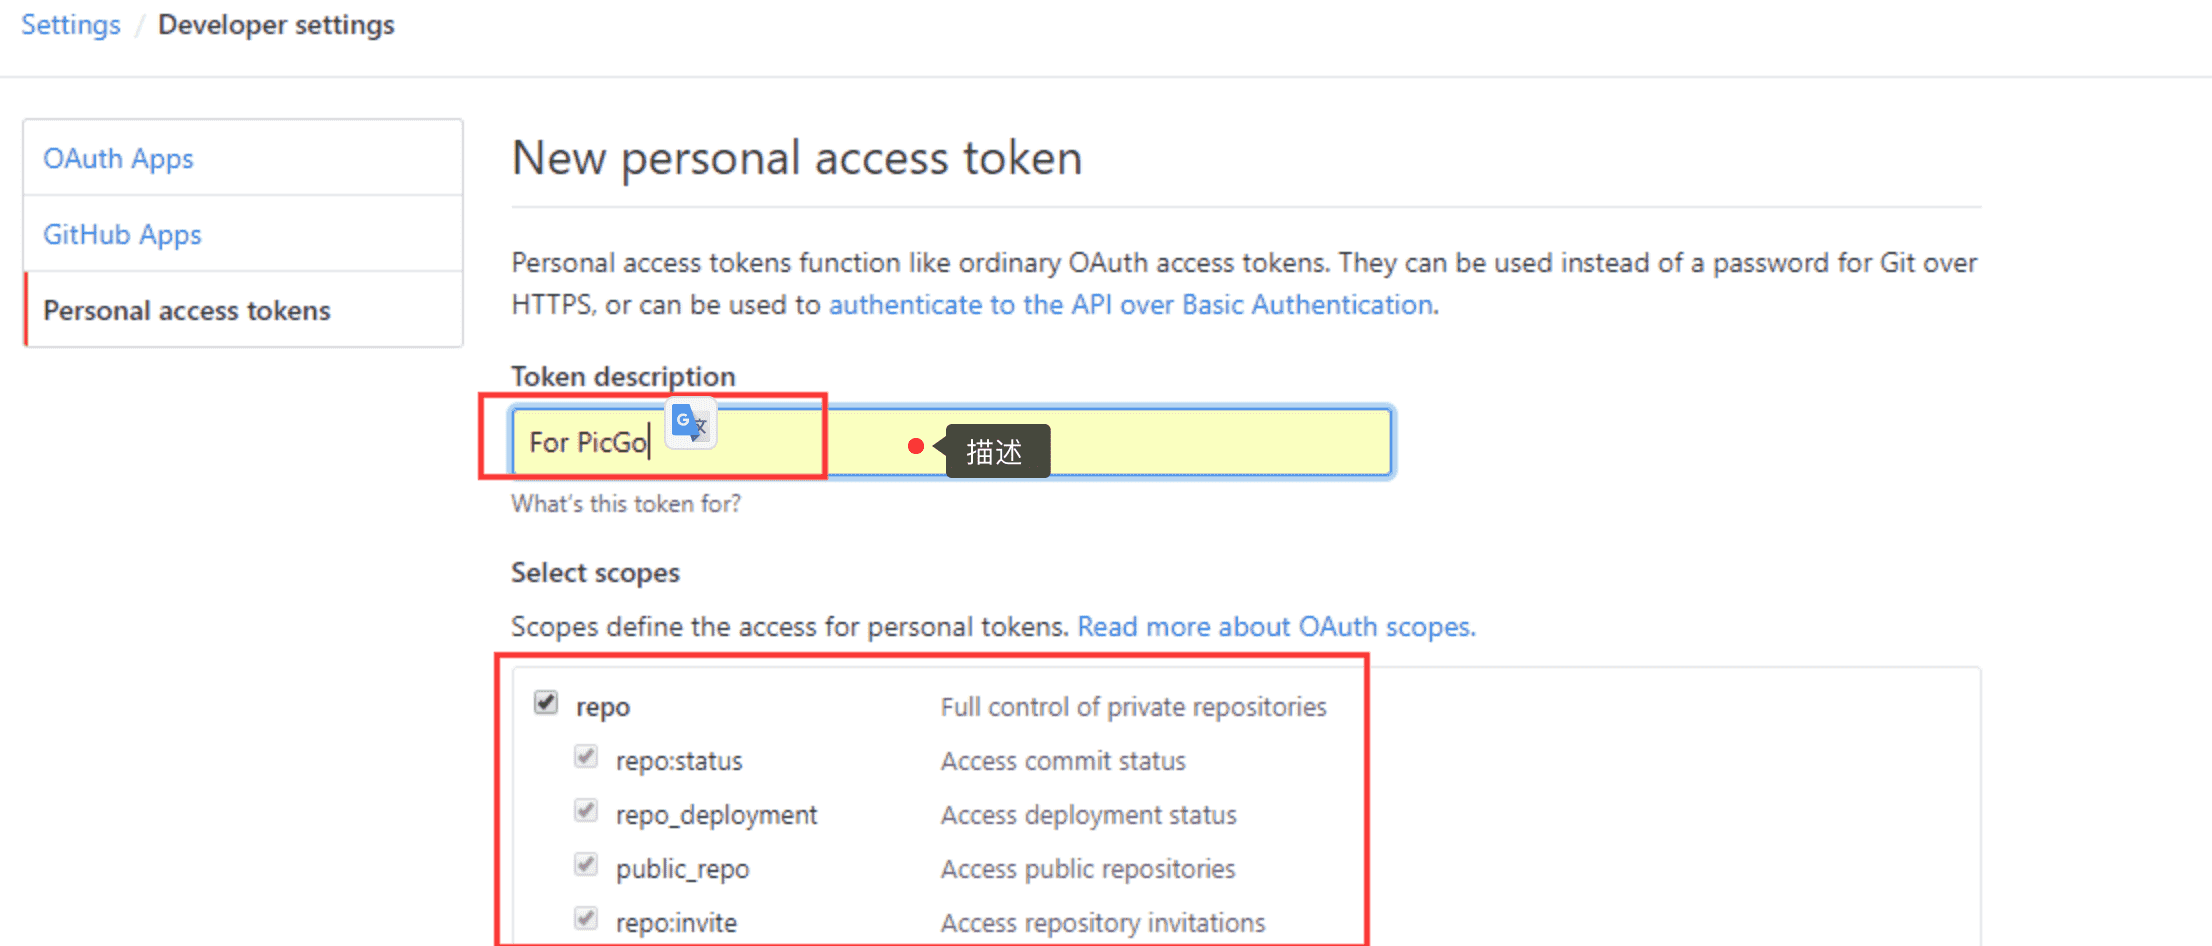 Settings / Developer settings
OAuth Apps
GitHub Apps
Personal access tokens
New personal access token
Personal access tokens function like ordinary OAuth access tokens. They can be used instead of a password for Git over
HTTPS, or can be used to authenticate to the API over Basic Authentication.
Token description
For PicGo
G 文
描述
What's this token for?
Select scopes
Scopes define the access for personal tokens. Read more about OAuth scopes.
repo Full control of private repositories
repo:status Access commit status
repo_deployment Access deployment status
public_repo Access public repositories
repo:invite Access repository invitations